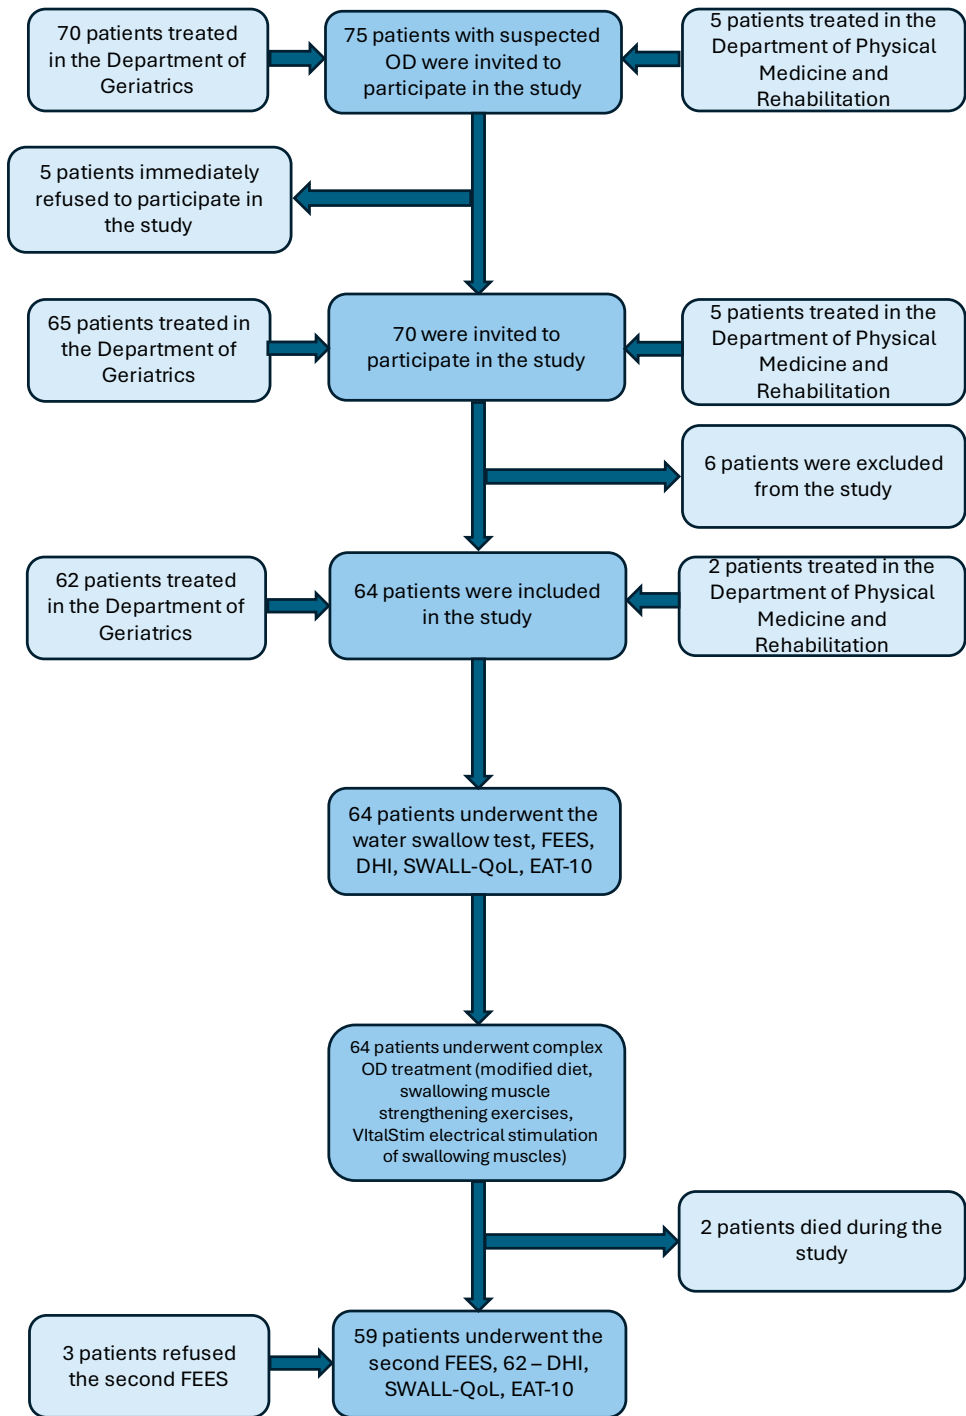 70 patients treated
in the Department of
Geriatrics
75 patients with suspected
OD were invited to
participate in the study
5 patients treated in the
Department of Physical
Medicine and
Rehabilitation
5 patients immediately
refused to participate in
the study
65 patients treated in
the Department of
Geriatrics
70 were invited to
participate in the study
5 patients treated in the
Department of Physical
Medicine and
Rehabilitation
6 patients were excluded
from the study
62 patients treated
in the Department of
Geriatrics
64 patients were included
in the study
2 patients treated in the
Department of Physical
Medicine and
Rehabilitation
64 patients underwent the
water swallow test, FEES,
DHI, SWALL-QoL, EAT-10
64 patients underwent complex
OD treatment (modified diet,
swallowing muscle
strengthening exercises,
VItalStim electrical stimulation
of swallowing muscles)
2 patients died during the
study
3 patients refused
the second FEES
59 patients underwent the
second FEES, 62 – DHI,
SWALL-QoL, EAT-10